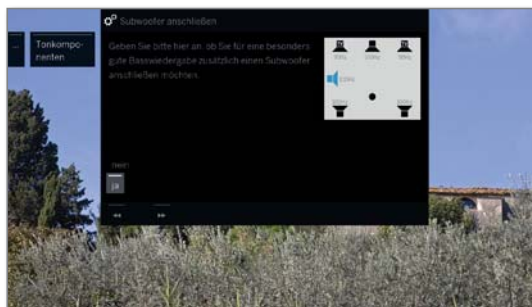 Subwoofer anschließen
... Tonkompo-
nenten
Geben Sie bitte hier an, ob Sie für eine besonders
gute Basswiedergabe zusätzlich einen Subwoofer
anschließen möchten.
nein
ja